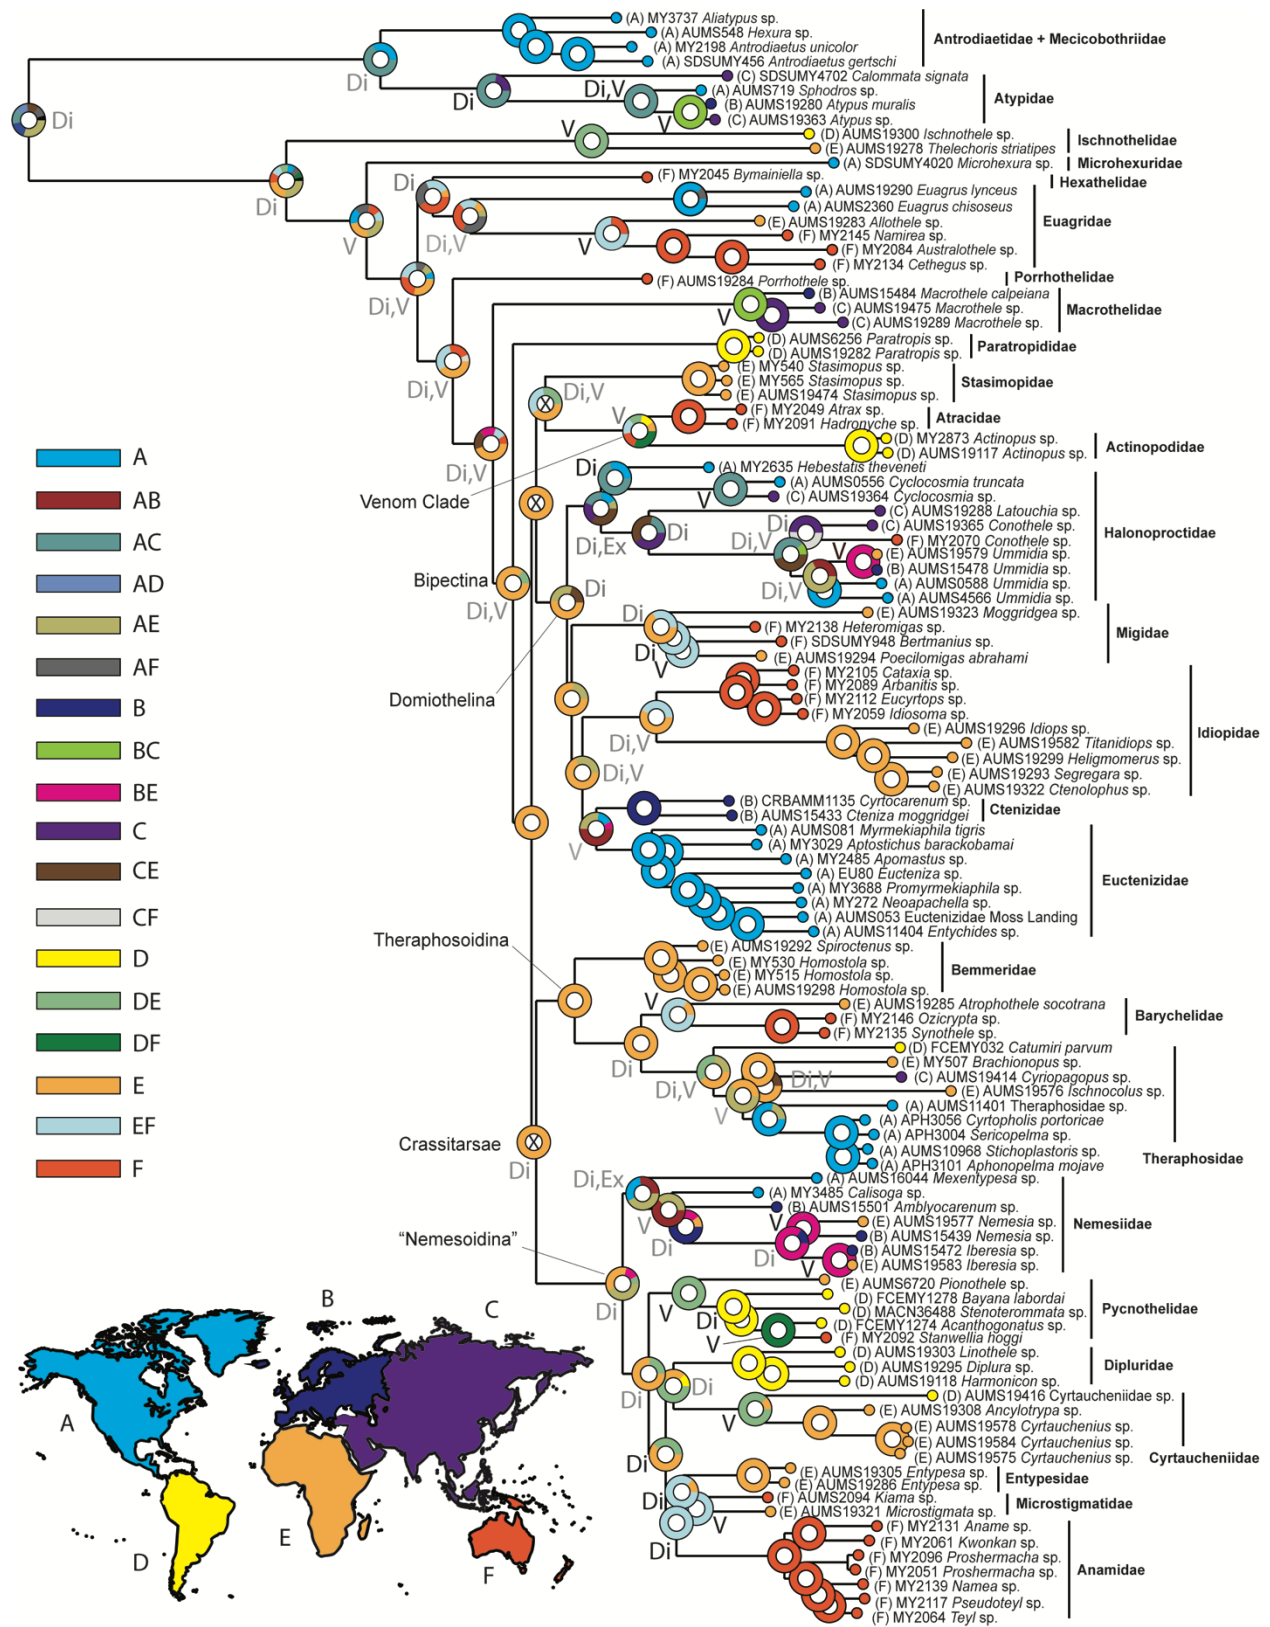 (A) MY3737 Aliatypus sp.
(A) AUMS548 Hexura sp.
(A) MY2198 Antrodiaetus unicolor
(A) SDSUMY456 Antrodiaetus gertschi
Antrodiaetidae + Mecicobothriidae
Di
(C) SDSUMY4702 Calommata signata
Di,V
(A) AUMS719 Sphodros sp.
Di
(B) AUMS19280 Atypus muralis
Atypidae
V
(C) AUMS19363 Atypus sp.
Di
V
(D) AUMS19300 Ischnothele sp.
(E) AUMS19278 Thelechoris striatipes
Ischnothelidae
(A) SDSUMY4020 Microhexura sp.
Microhexuridae
Di
(F) MY2045 Bymainiella sp.
Hexathelidae
Di
(A) AUMS19290 Euagrus lynceus
(A) AUMS2360 Euagrus chisoseus
(E) AUMS19283 Allothele sp.
Euagridae
V
Di,V
V
(F) MY2145 Namirea sp.
(F) MY2084 Australothele sp.
(F) MY2134 Cethegus sp.
(F) AUMS19284 Porrhothele sp.
Porrhothelidae
Di,V
(B) AUMS15484 Macrothele calpeiana
(C) AUMS19475 Macrothele sp.
Macrothelidae
V
(C) AUMS19289 Macrothele sp.
(D) AUMS6256 Paratropis sp.
(D) AUMS19282 Paratropis sp.
Paratropididae
(E) MY540 Stasimopus sp.
(E) MY565 Stasimopus sp.
Stasimopidae
Di,V
Di,V
(E) AUMS19474 Stasimopus sp.
X
(F) MY2049 Atrax sp.
V
(F) MY2091 Hadronyche sp.
Atracidae
(D) MY2873 Actinopus sp.
(D) AUMS19117 Actinopus sp.
Actinopodidae
Di,V
Di
(A) MY2635 Hebestatis theveneti
(A) AUMS0556 Cyclocosmia truncata
V
(C) AUMS19364 Cyclocosmia sp.
Venom Clade
X
(C) AUMS19288 Latouchia sp.
Di
(C) AUMS19365 Conothele sp.
Di,Ex
Di
Di,V
(F) MY2070 Conothele sp.
Halonoproctidae
V
(E) AUMS19579 Ummidia sp.
(B) AUMS15478 Ummidia sp.
Di,V
(A) AUMS0588 Ummidia sp.
(A) AUMS4566 Ummidia sp.
Bipectina
Di,V
Di
Di
(E) AUMS19323 Moggridgea sp.
(F) MY2138 Heteromigas sp.
(F) SDSUMY948 Bertmanius sp.
Migidae
Di
V
(E) AUMS19294 Poecilomigas abrahami
(F) MY2105 Cataxia sp.
(F) MY2089 Arbanitis sp.
(F) MY2112 Eucyrtops sp.
(F) MY2059 Idiosoma sp.
Domiothelina
(E) AUMS19296 Idiops sp.
Idiopidae
Di,V
(E) AUMS19582 Titanidiops sp.
(E) AUMS19299 Heligmomerus sp.
Di,V
(E) AUMS19293 Segregara sp.
(E) AUMS19322 Ctenolophus sp.
(B) CRBAMM1135 Cyrtocarenum sp.
(B) AUMS15433 Cteniza moggridgei
Ctenizidae
V
(A) AUMS081 Myrmekiaphila tigris
(A) MY3029 Aptostichus barackobamai
(A) MY2485 Apomastus sp.
(A) EU80 Eucteniza sp.
Euctenizidae
(A) MY3688 Promyrmekiaphila sp.
(A) MY272 Neoapachella sp.
(A) AUMS053 Euctenizidae Moss Landing
(A) AUMS11404 Entychides sp.
Theraphosoidina
(E) AUMS19292 Spiroctenus sp.
(E) MY530 Homostola sp.
(E) MY515 Homostola sp.
Bemmeridae
(E) AUMS19298 Homostola sp.
V
(E) AUMS19285 Atrophothele socotrana
(F) MY2146 Ozicrypta sp.
Barychelidae
(F) MY2135 Synothele sp.
Di
(D) FCEMY032 Catumiri parvum
(E) MY507 Brachionopus sp.
Di,V
Di,V
(C) AUMS19414 Cyriopagopus sp.
(E) AUMS19576 Ischnocolus sp.
V
(A) AUMS11401 Theraphosidae sp.
(A) APH3056 Cyrtopholis portoricae
(A) APH3004 Sericopelma sp.
(A) AUMS10968 Stichoplastoris sp.
Theraphosidae
(A) APH3101 Aphonopelma mojave
Crassitarsae
X
Di
Di,Ex
(A) AUMS16044 Mexentypesa sp.
(A) MY3485 Calisoga sp.
(B) AUMS15501 Amblyocarenum sp.
V
V
(E) AUMS19577 Nemesia sp.
Nemesiidae
(B) AUMS15439 Nemesia sp.
Di
Di
(B) AUMS15472 Iberesia sp.
V
(E) AUMS19583 Iberesia sp.
"Nemesoidina"
Di
(E) AUMS6720 Pionothele sp.
V
(D) FCEMY1278 Bayana labordai
(D) MACN36488 Stenoterommata sp.
Pycnothelidae
Di
(D) FCEMY1274 Acanthogonatus sp.
V
(F) MY2092 Stanwellia hoggi
(D) AUMS19303 Linothele sp.
(D) AUMS19295 Diplura sp.
Dipluridae
(D) AUMS19118 Harmonicon sp.
Di
Di
(D) AUMS19416 Cyrtaucheniidae sp.
V
(E) AUMS19308 Ancylotrypa sp.
(E) AUMS19578 Cyrtauchenius sp.
(E) AUMS19584 Cyrtauchenius sp.
(E) AUMS19575 Cyrtauchenius sp.
Cyrtaucheniidae
Di
(E) AUMS19305 Entypesa sp.
(E) AUMS19286 Entypesa sp.
Entypesidae
Di
(F) AUMS2094 Kiama sp.
(E) AUMS19321 Microstigmata sp.
Microstigmatidae
V
Di
(F) MY2131 Aname sp.
(F) MY2061 Kwonkan sp.
(F) MY2096 Proshermacha sp.
(F) MY2051 Proshermacha sp.
Anamidae
(F) MY2139 Namea sp.
(F) MY2117 Pseudoteyl sp.
(F) MY2064 Teyl sp.
A
AB
AC
AD
AE
AF
B
BC
BE
C
CE
CF
D
DE
DF
E
EF
F
A
B
C
D
E
F